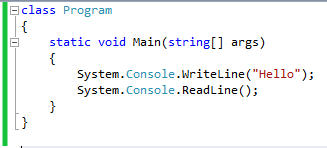 class Program
{
    static void Main(string[] args)
    {
        System.Console.WriteLine("Hello");
        System.Console.ReadLine();
    }
}